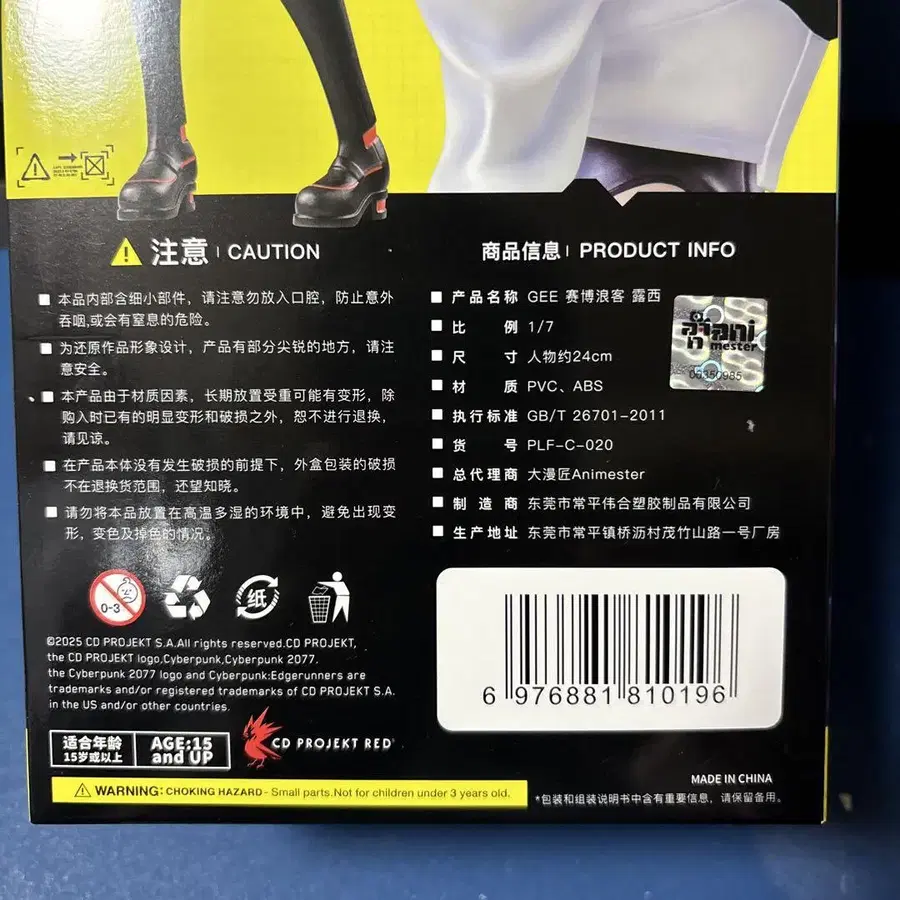 注意 | CAUTION
本品内部含细小部件，请注意勿放入口腔，防止意外
吞咽,或会有窒息的危险。
为还原作品形象设计，产品有部分尖锐的地方，请注
意安全。
本产品由于材质因素，长期放置受重可能有变形，除
购入时已有的明显变形和破损之外，恕不进行退换，
请见谅。
在产品本体没有发生破损的前提下，外盒包装的破损
不在退换货范围，还望知晓。
请勿将本品放置在高温多湿的环境中，避免出现变
形，变色及掉色的情况。
0-3
纸
©2025 CD PROJEKT S.A.All rights reserved.CD PROJEKT,
the CD PROJEKT logo,Cyberpunk,Cyberpunk 2077.
the Cyberpunk 2077 logo and Cyberpunk:Edgerunners are
trademarks and/or registered trademarks of CD PROJEKT S.A.
in the US and/or other countries.
适合年龄
15岁或以上
AGE:15
and UP
CD PROJEKT RED®
WARNING: CHOKING HAZARD - Small parts.Not for children under 3 years old.
商品信息 | PRODUCT INFO
产品名称 GEE 赛博浪客 露西
比例 1/7
尺寸 人物约24cm
材质 PVC、ABS
执行标准 GB/T 26701-2011
货号 PLF-C-020
总代理商 大漫匠Animester
制造商 东莞市常平伟合塑胶制品有限公司
生产地址 东莞市常平镇桥沥村茂竹山路一号厂房
ani
mester
6 976881 810196
MADE IN CHINA
*包装和组装说明书中含有重要信息，请保留备用。